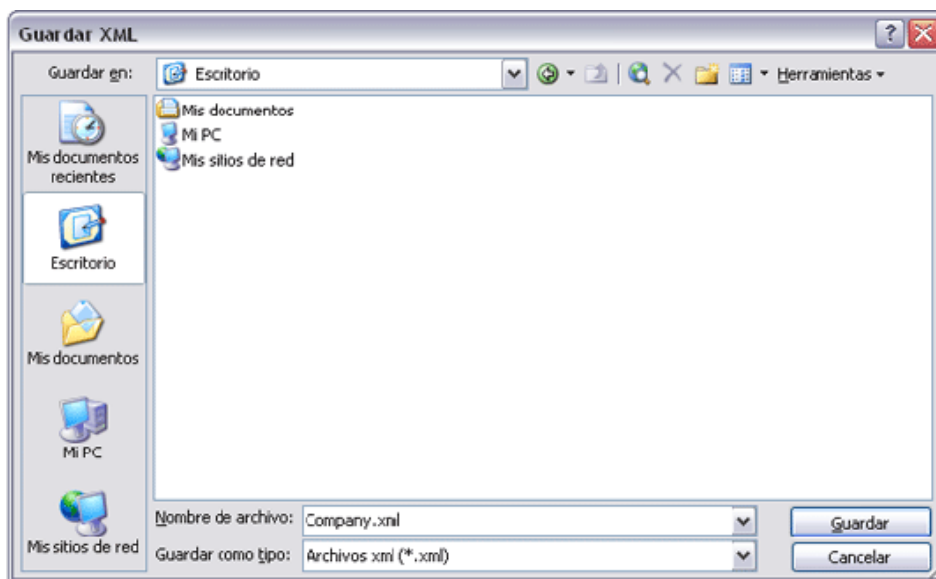 Guardar XML
Guardar en:
Escritorio
Herramientas
Mis documentos
recientes
Escritorio
Mis documentos
Mi PC
Mis sitios de red
Mis documentos
Mi PC
Mis sitios de red
Nombre de archivo:
Company.xml
Guardar
Guardar como tipo:
Archivos xml (*.xml)
Cancelar